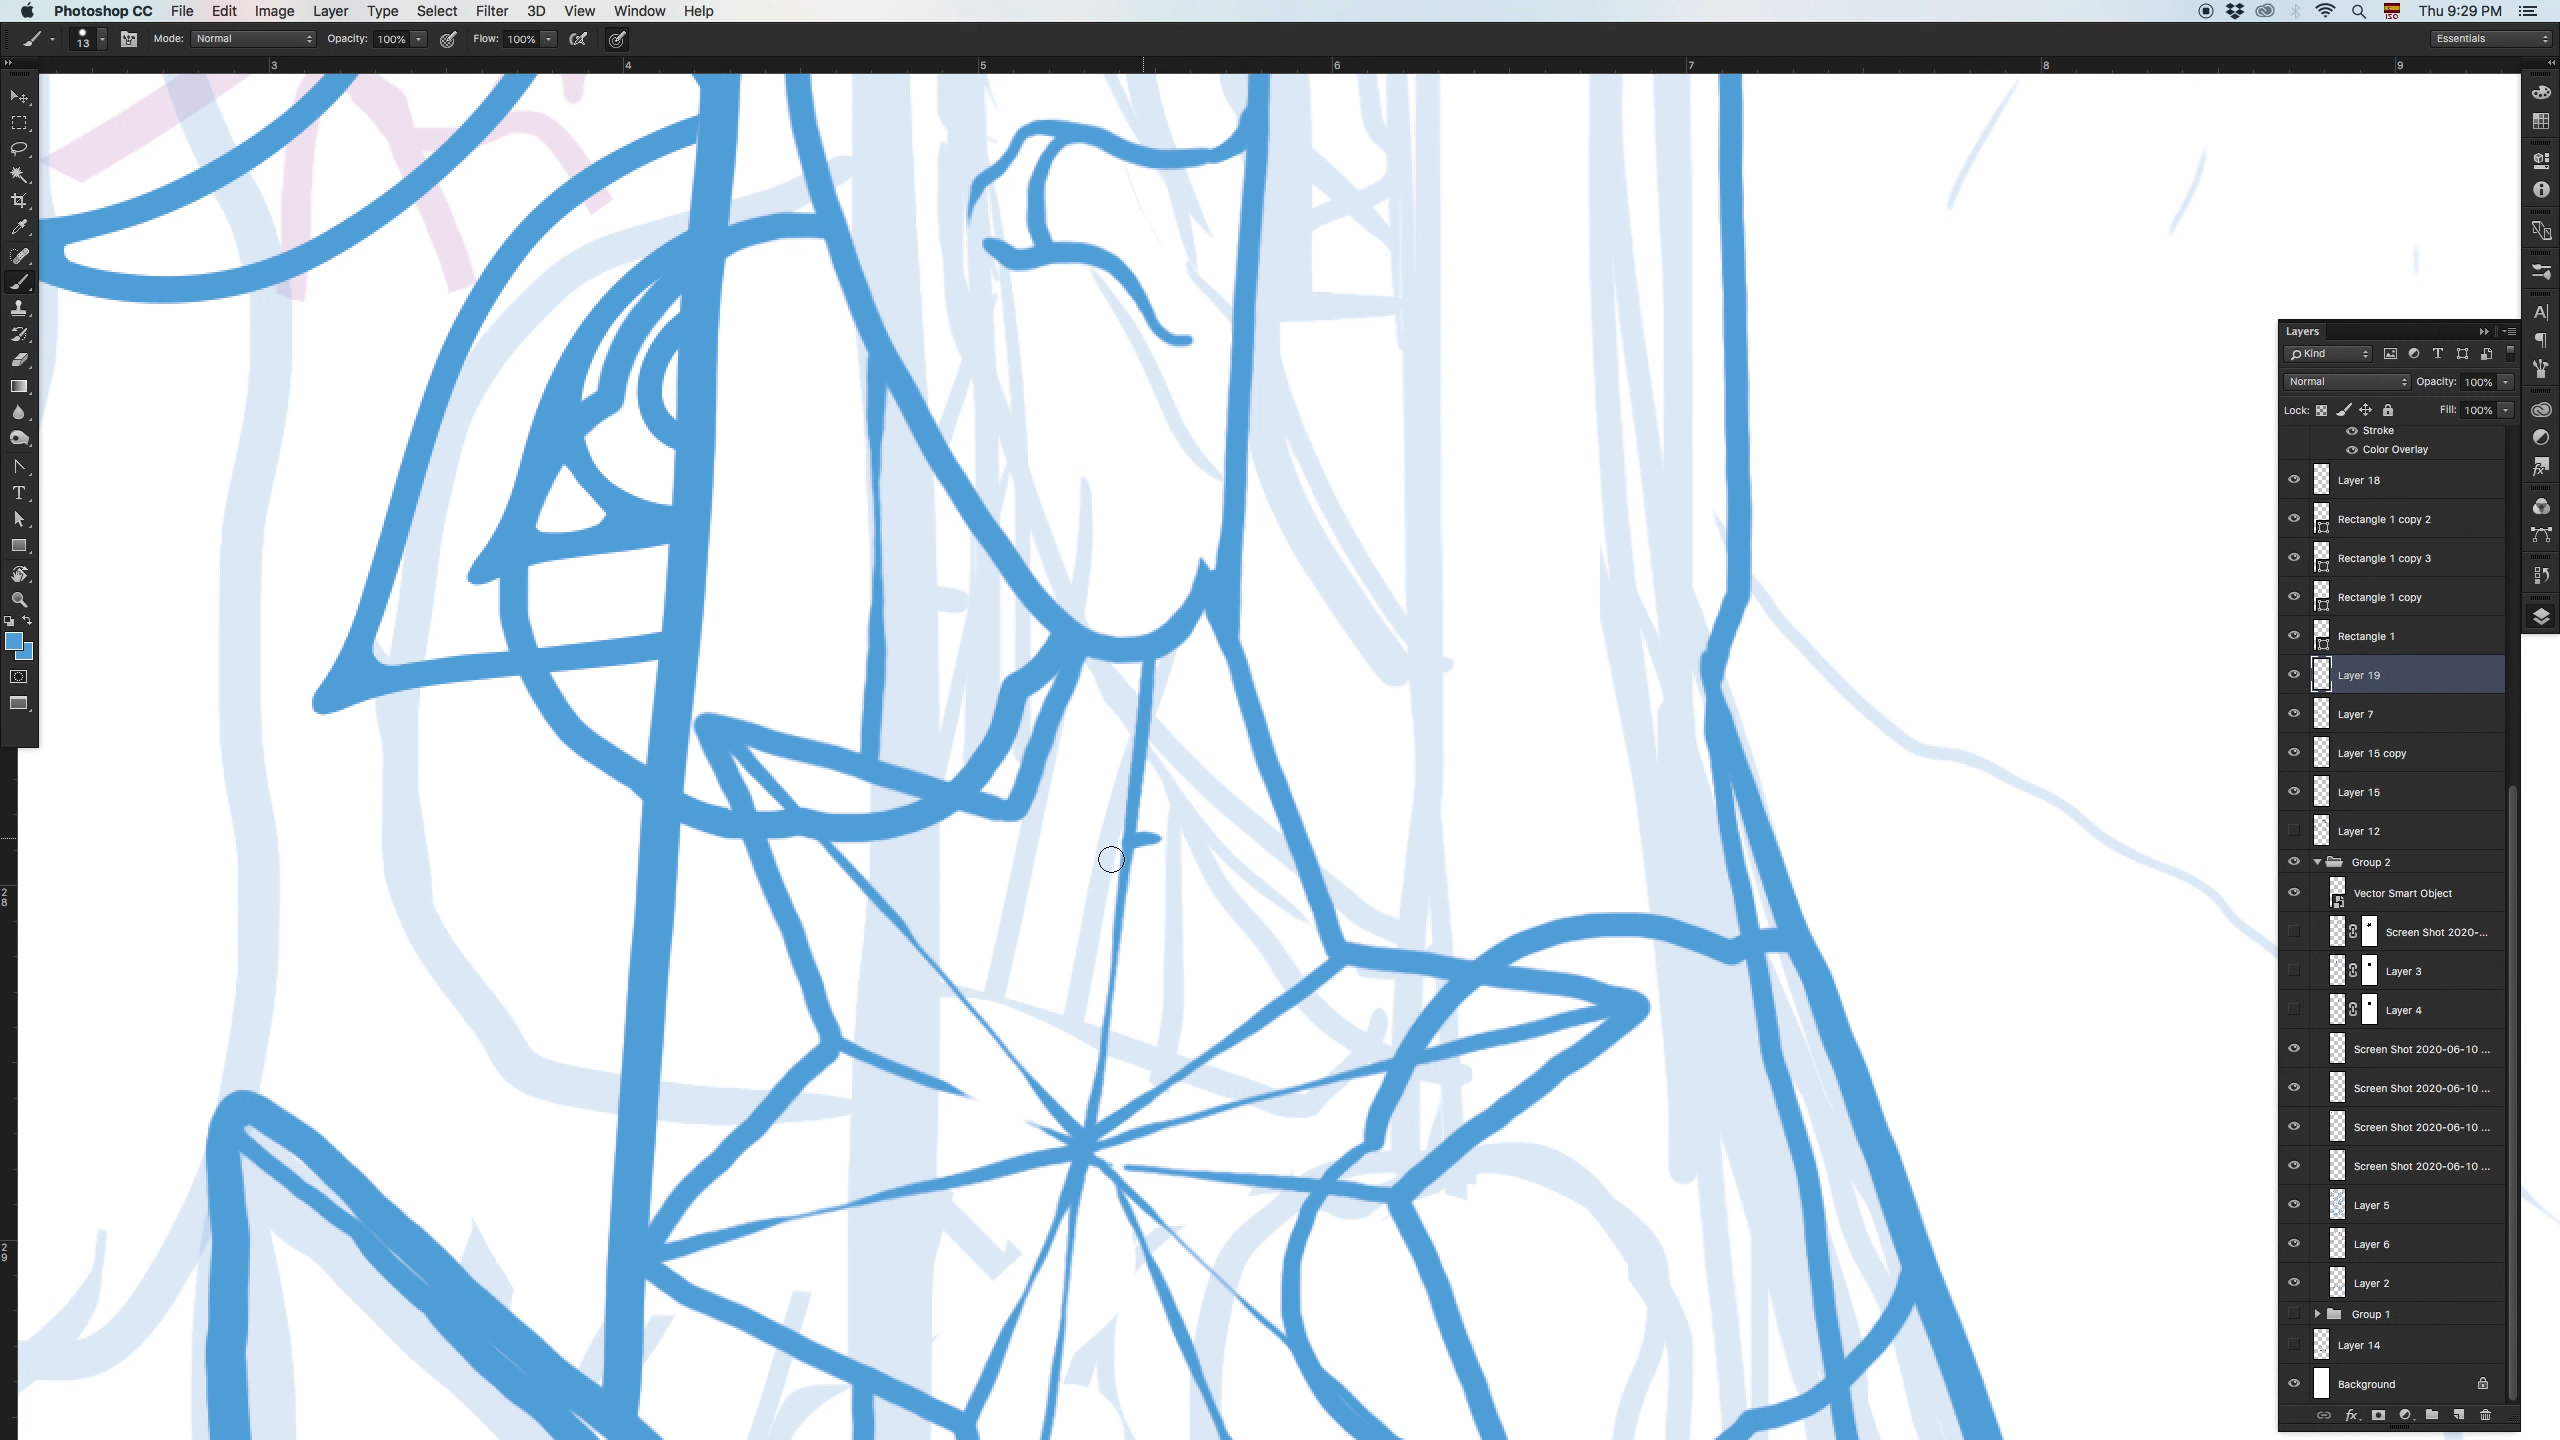 Photoshop CC File Edit Image Layer Type Select Filter 3D View Window Help ISO Thu 9:29 PM
13 Mode: Normal Opacity: 100% Flow: 100% Essentials
3 4 5 6 7 8 9
28
29
Layers
Kind
Normal Opacity: 100%
Lock: Fill: 100%
Stroke
Color Overlay
Layer 18
Rectangle 1 copy 2
Rectangle 1 copy 3
Rectangle 1 copy
Rectangle 1
Layer 19
Layer 7
Layer 15 copy
Layer 15
Layer 12
Group 2
Vector Smart Object
Screen Shot 2020-...
Layer 3
Layer 4
Screen Shot 2020-06-10 ...
Screen Shot 2020-06-10 ...
Screen Shot 2020-06-10 ...
Screen Shot 2020-06-10 ...
Layer 5
Layer 6
Layer 2
Group 1
Layer 14
Background